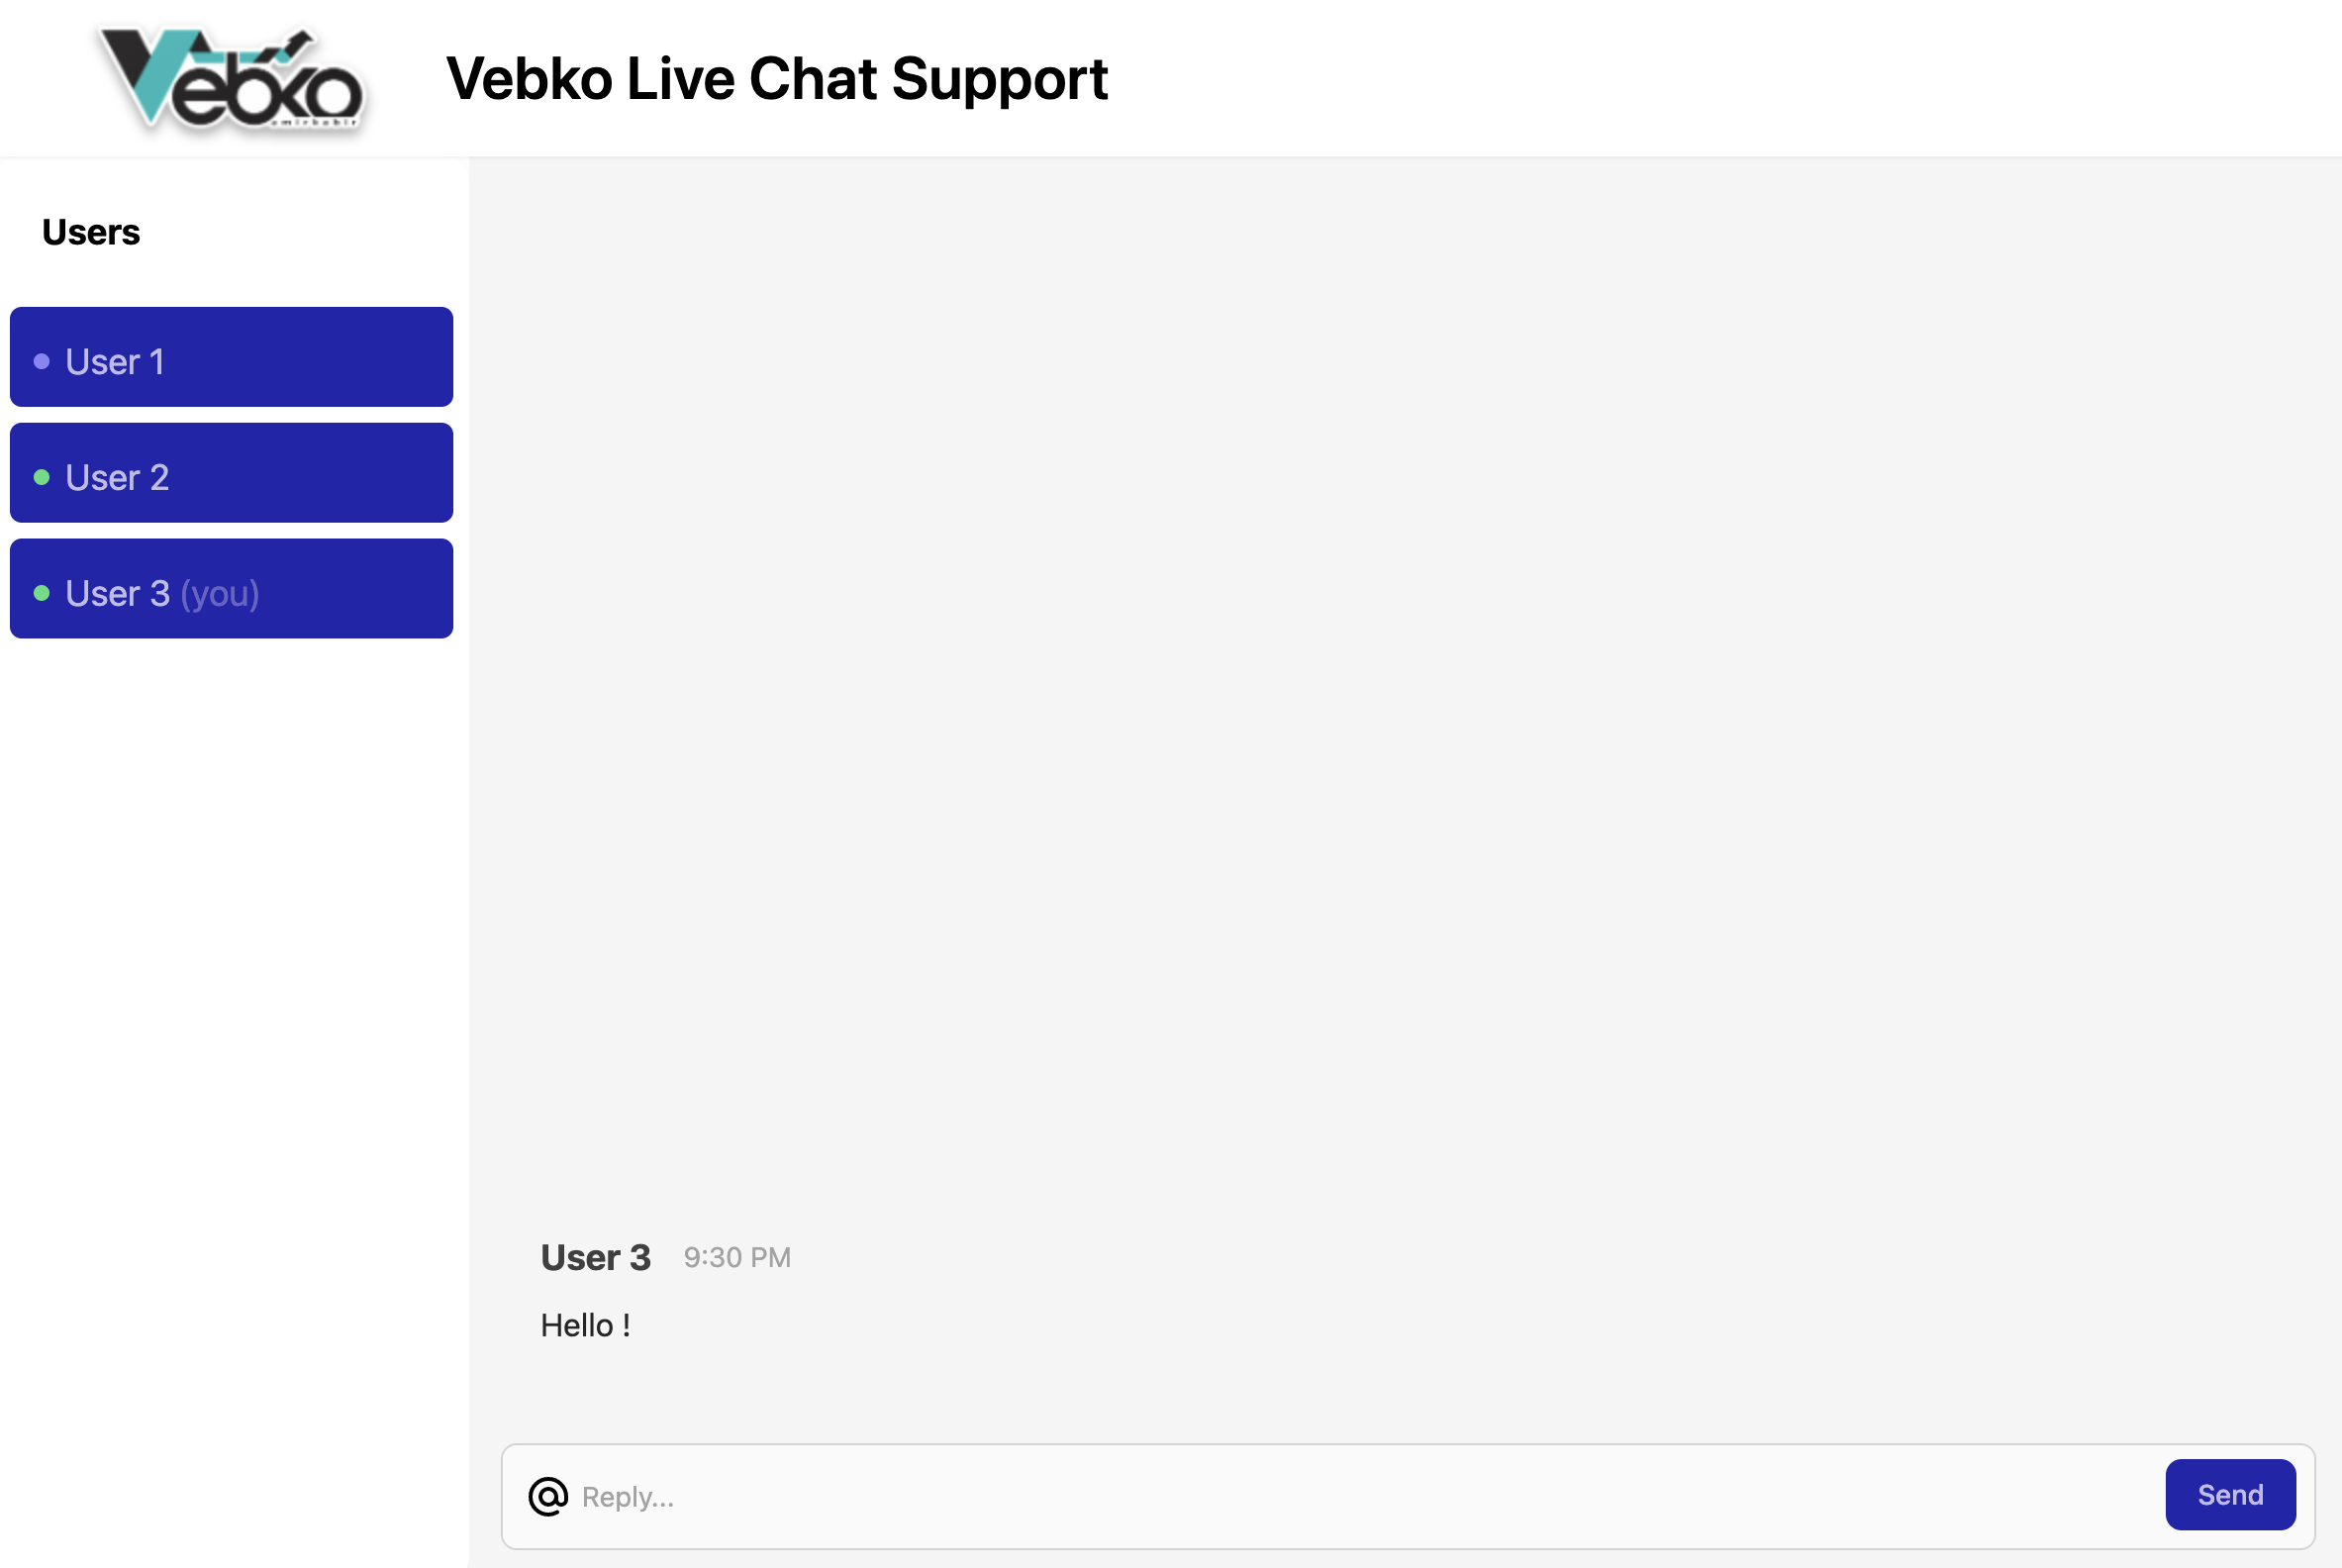 Vebko
amirkabir
Vebko Live Chat Support
Users
User 1
User 2
User 3 (you)
User 3 9:30 PM
Hello !
@ Reply...
Send